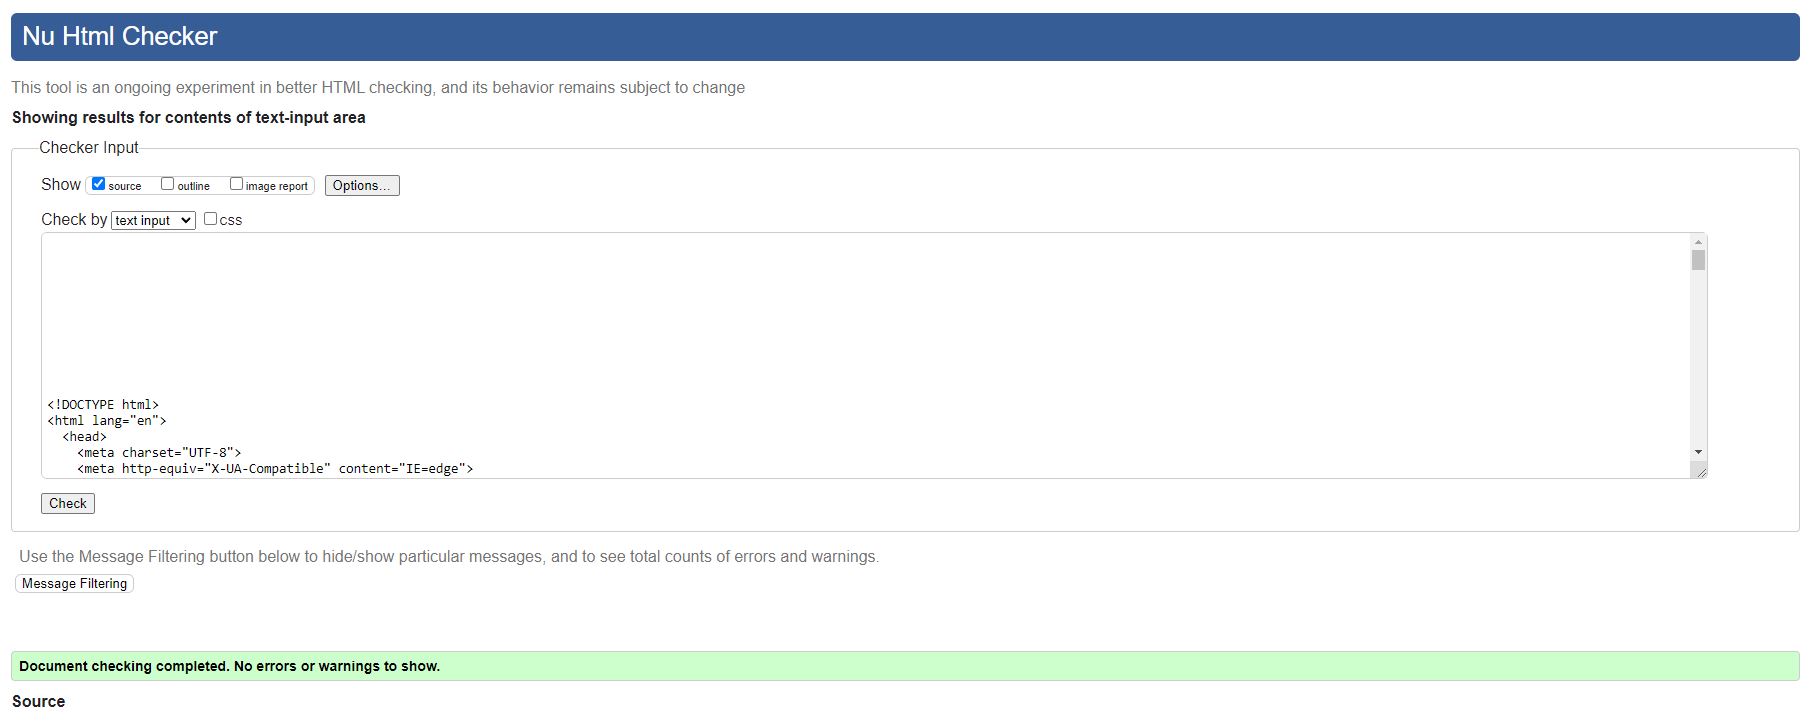 Nu Html Checker
This tool is an ongoing experiment in better HTML checking, and its behavior remains subject to change
Showing results for contents of text-input area
Checker Input
Show source outline image report Options...
Check by text input css
<!DOCTYPE html>
<html lang="en">
<head>
<meta charset="UTF-8">
<meta http-equiv="X-UA-Compatible" content="IE=edge">
Check
Use the Message Filtering button below to hide/show particular messages, and to see total counts of errors and warnings.
Message Filtering
Document checking completed. No errors or warnings to show.
Source